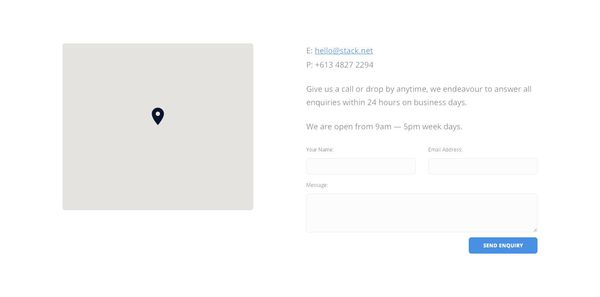 E: hello@stack.net
P: +613 4827 2294
Give us a call or drop by anytime, we endeavour to answer all
enquiries within 24 hours on business days.
We are open from 9am — 5pm week days.
Your Name:
Email Address:
Message:
SEND ENQUIRY